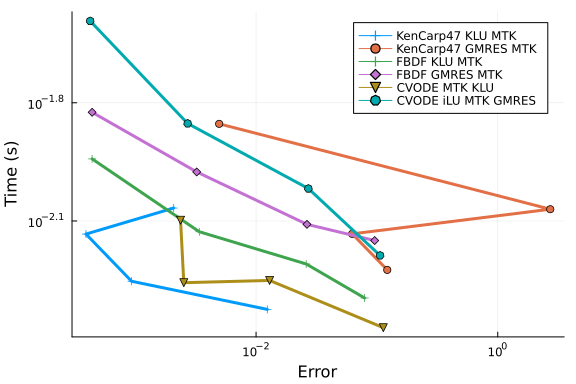 KenCarp47 KLU MTK
KenCarp47 GMRES MTK
FBDF KLU MTK
FBDF GMRES MTK
CVODE MTK KLU
CVODE iLU MTK GMRES
Time (s)
10^-1.8
10^-2.1
10^-2
10^0
Error